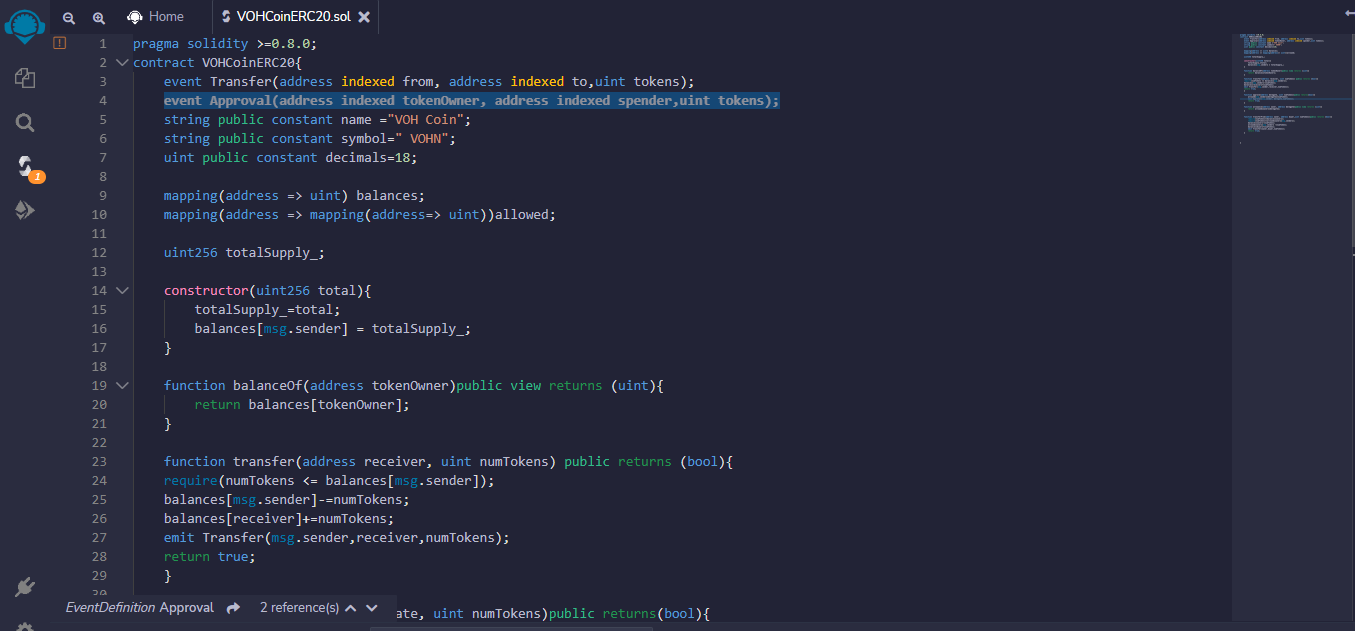 Home
VOHCoinERC20.sol
1 pragma solidity >=0.8.0;
2 contract VOHCoinERC20{
3 event Transfer(address indexed from, address indexed to,uint tokens);
4 event Approval(address indexed tokenOwner, address indexed spender,uint tokens);
5 string public constant name ="VOH Coin";
6 string public constant symbol=" VOHN";
7 uint public constant decimals=18;
8
9 mapping(address => uint) balances;
10 mapping(address => mapping(address=> uint))allowed;
11
12 uint256 totalSupply_;
13
14 constructor(uint256 total){
15 totalSupply_=total;
16 balances[msg.sender] = totalSupply_;
17 }
18
19 function balanceOf(address tokenOwner)public view returns (uint){
20 return balances[tokenOwner];
21 }
22
23 function transfer(address receiver, uint numTokens) public returns (bool){
24 require(numTokens <= balances[msg.sender]);
25 balances[msg.sender]-=numTokens;
26 balances[receiver]+=numTokens;
27 emit Transfer(msg.sender,receiver,numTokens);
28 return true;
29 }
30
EventDefinition Approval 2 reference(s)
ate, uint numTokens)public returns(bool){
1